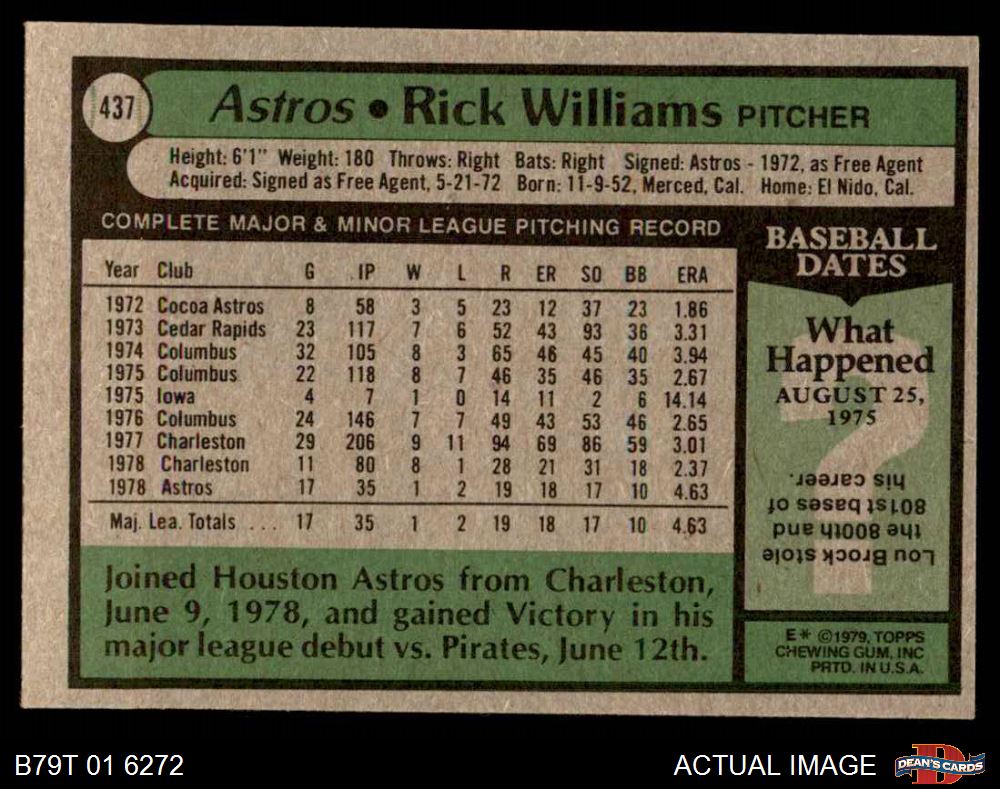 437
Astros • Rick Williams PITCHER
Height: 6'1" Weight: 180 Throws: Right Bats: Right Signed: Astros - 1972, as Free Agent
Acquired: Signed as Free Agent, 5-21-72 Born: 11-9-52, Merced, Cal. Home: El Nido, Cal.
COMPLETE MAJOR & MINOR LEAGUE PITCHING RECORD
Year Club G IP W L R ER SO BB ERA
1972 Cocoa Astros 8 58 3 5 23 12 37 23 1.86
1973 Cedar Rapids 23 117 7 6 52 43 93 36 3.31
1974 Columbus 32 105 8 3 65 46 45 40 3.94
1975 Columbus 22 118 8 7 46 35 46 35 2.67
1975 Iowa 4 7 1 0 14 11 2 6 14.14
1976 Columbus 24 146 7 7 49 43 53 46 2.65
1977 Charleston 29 206 9 11 94 69 86 59 3.01
1978 Charleston 11 80 8 1 28 21 31 18 2.37
1978 Astros 17 35 1 2 19 18 17 10 4.63
Maj. Lea. Totals ... 17 35 1 2 19 18 17 10 4.63
Joined Houston Astros from Charleston,
June 9, 1978, and gained Victory in his
major league debut vs. Pirates, June 12th.
BASEBALL
DATES
What
Happened
AUGUST 25,
1975
?
Lou Brock stole
the 800th and
801st bases of
his career.
E* ©1979, TOPPS
CHEWING GUM, INC
PRTD. IN U.S.A.
B79T 01 6272
ACTUAL IMAGE
D
DEAN'S CARDS